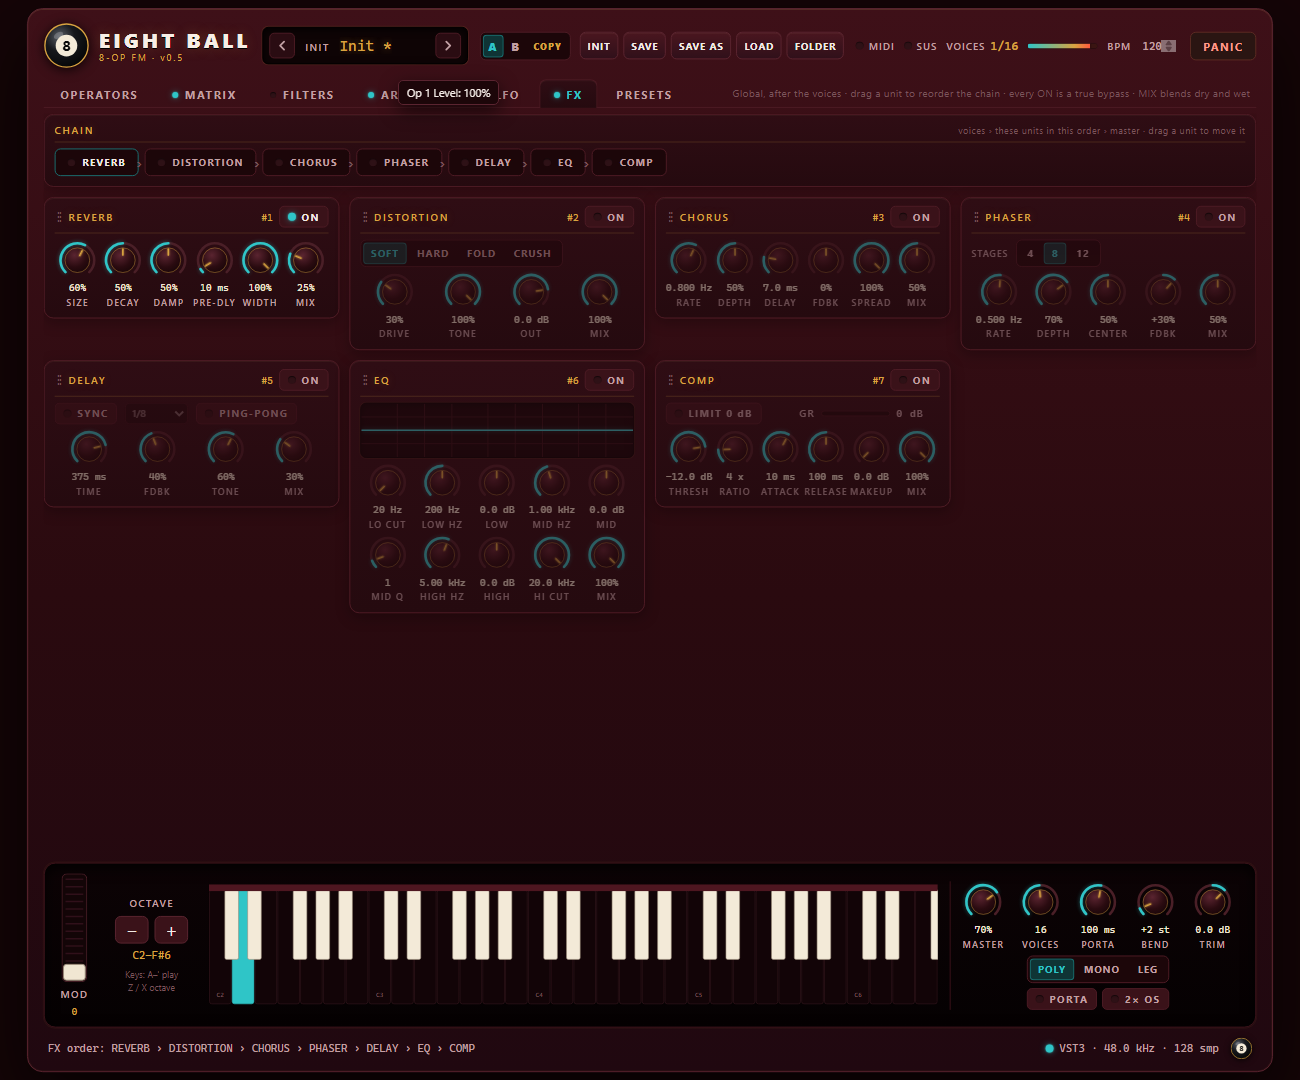 8 EIGHT BALL
8-OP FM · v0.5
INIT Init *
A B COPY
INIT SAVE SAVE AS LOAD FOLDER
MIDI SUS VOICES 1/16 BPM 120 PANIC
OPERATORS MATRIX FILTERS AR LFO FX PRESETS
Op 1 Level: 100%
Global, after the voices · drag a unit to reorder the chain · every ON is a true bypass · MIX blends dry and wet
CHAIN
voices › these units in this order › master · drag a unit to move it
REVERB › DISTORTION › CHORUS › PHASER › DELAY › EQ › COMP
REVERB #1 ON
60% 50% 50% 10 ms 100% 25%
SIZE DECAY DAMP PRE-DLY WIDTH MIX
DISTORTION #2 ON
SOFT HARD FOLD CRUSH
30% 100% 0.0 dB 100%
DRIVE TONE OUT MIX
CHORUS #3 ON
0.800 Hz 50% 7.0 ms 0% 100% 50%
RATE DEPTH DELAY FDBK SPREAD MIX
PHASER #4 ON
STAGES 4 8 12
0.500 Hz 70% 50% +30% 50%
RATE DEPTH CENTER FDBK MIX
DELAY #5 ON
SYNC 1/8 PING-PONG
375 ms 40% 60% 30%
TIME FDBK TONE MIX
EQ #6 ON
20 Hz 200 Hz 0.0 dB 1.00 kHz 0.0 dB
LO CUT LOW HZ LOW MID HZ MID
1 5.00 kHz 0.0 dB 20.0 kHz 100%
MID Q HIGH HZ HIGH HI CUT MIX
COMP #7 ON
LIMIT 0 dB GR 0 dB
-12.0 dB 4 x 10 ms 100 ms 0.0 dB 100%
THRESH RATIO ATTACK RELEASE MAKEUP MIX
MOD
0
OCTAVE
− +
C2–F#6
Keys: A–' play
Z / X octave
C2 C3 C4 C5 C6
70% 16 100 ms +2 st 0.0 dB
MASTER VOICES PORTA BEND TRIM
POLY MONO LEG
PORTA 2× OS
FX order: REVERB › DISTORTION › CHORUS › PHASER › DELAY › EQ › COMP
VST3 · 48.0 kHz · 128 smp 8